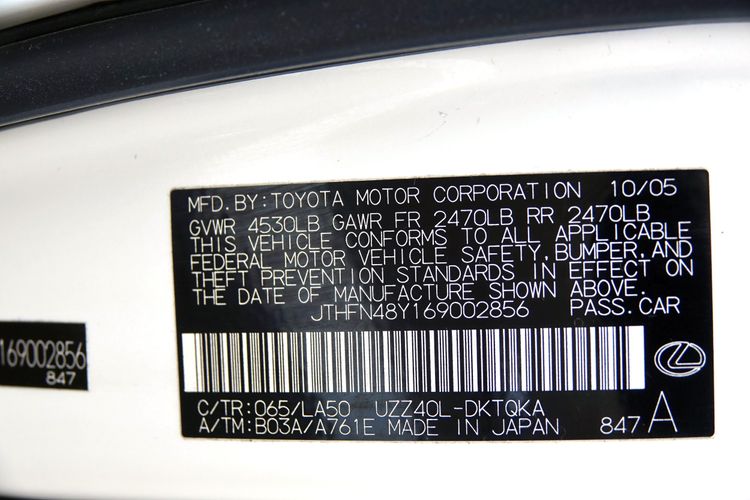 MFD.BY:TOYOTA MOTOR CORPORATION 10/05
GVWR 4530LB GAWR FR 2470LB RR 2470LB
THIS VEHICLE CONFORMS TO ALL APPLICABLE
FEDERAL MOTOR VEHICLE SAFETY,BUMPER,AND
THEFT PREVENTION STANDARDS IN EFFECT ON
THE DATE OF MANUFACTURE SHOWN ABOVE.
JTHFN48Y169002856 PASS.CAR
C/TR:065/LA50 UZZ40L-DKTQKA
A/TM:B03A/A761E MADE IN JAPAN 847 A
169002856
847